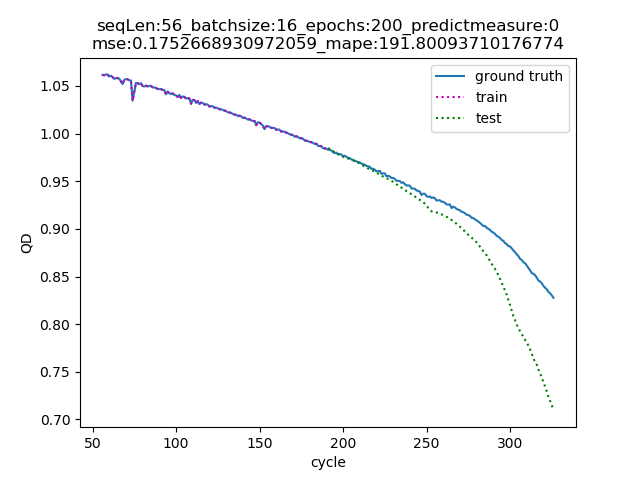 seqLen:56_batchsize:16_epochs:200_predictmeasure:0
mse:0.1752668930972059_mape:191.80093710176774
ground truth
train
test
1.05
1.00
0.95
0.90
0.85
0.80
0.75
0.70
QD
50
100
150
200
250
300
cycle